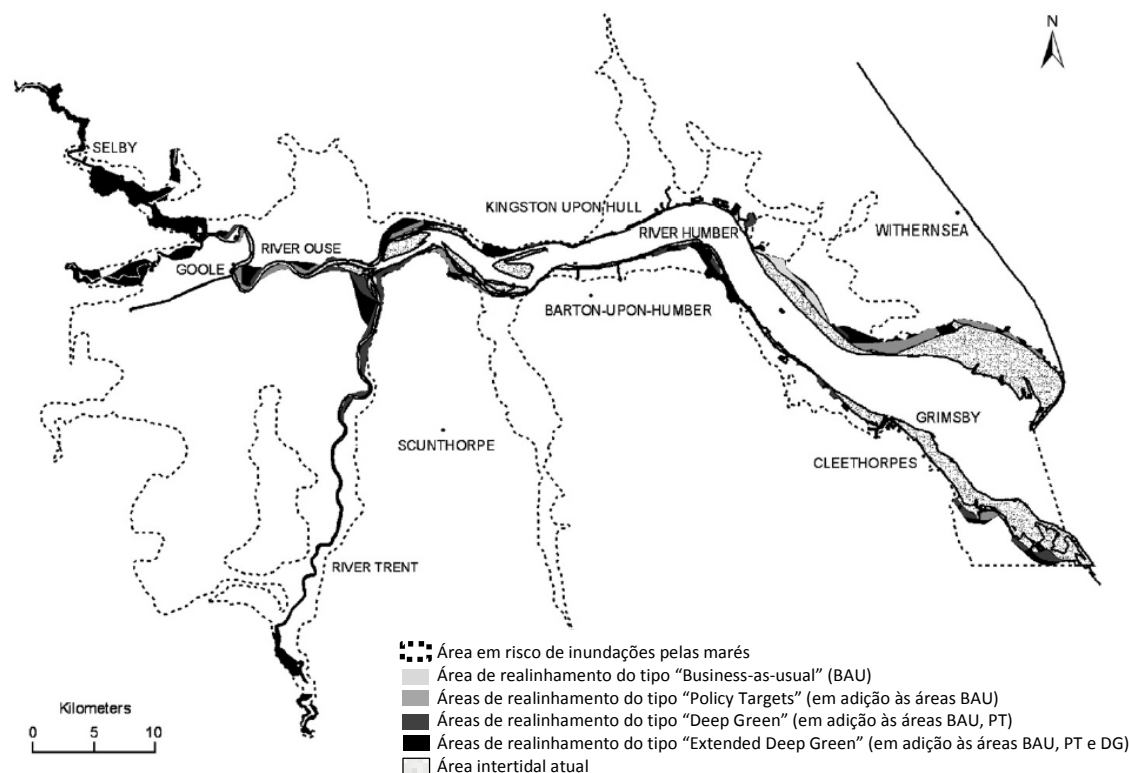 N
SELBY
KINGSTON UPON HULL
WITHERNSEA
RIVER HUMBER
RIVER OUSE
GOOLE
BARTON-UPON-HUMBER
GRIMSBY
SCUNTHORPE
CLEETHORPES
RIVER TRENT
Área em risco de inundações pelas marés
Área de realinhamento do tipo “Business-as-usual” (BAU)
Áreas de realinhamento do tipo “Policy Targets” (em adição às áreas BAU)
Áreas de realinhamento do tipo “Deep Green” (em adição às áreas BAU, PT)
Áreas de realinhamento do tipo “Extended Deep Green” (em adição às áreas BAU, PT e DG)
Área intertidal atual
Kilometers
0 5 10